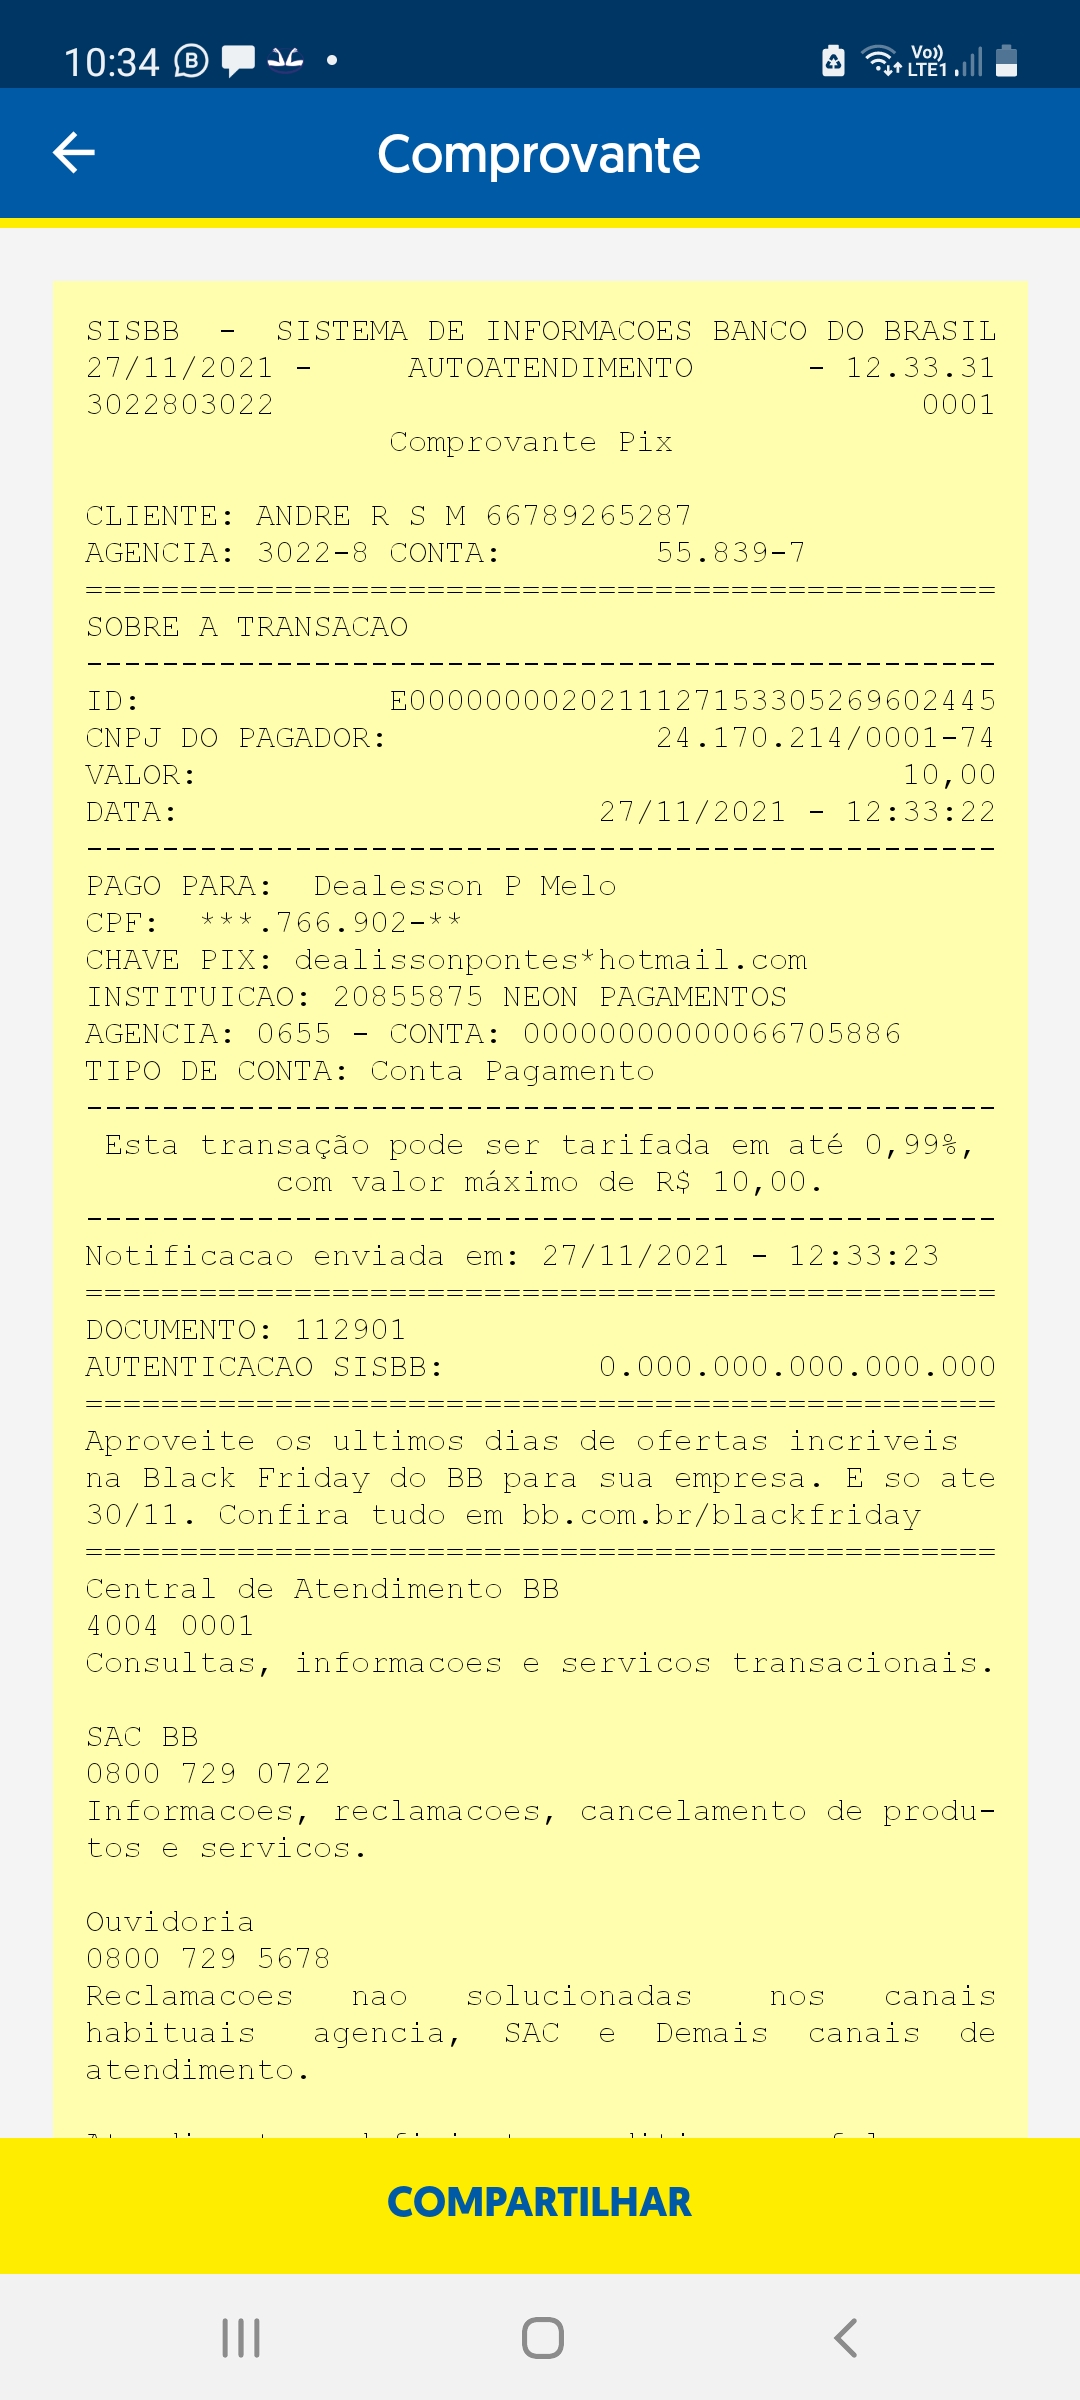 10:34
Vo)) LTE1
Comprovante
SISBB - SISTEMA DE INFORMACOES BANCO DO BRASIL
27/11/2021 - AUTOATENDIMENTO - 12.33.31
3022803022 0001
Comprovante Pix
CLIENTE: ANDRE R S M 66789265287
AGENCIA: 3022-8 CONTA: 55.839-7
================================================
SOBRE A TRANSACAO
------------------------------------------------
ID: E0000000020211127153305269602445
CNPJ DO PAGADOR: 24.170.214/0001-74
VALOR: 10,00
DATA: 27/11/2021 - 12:33:22
------------------------------------------------
PAGO PARA: Dealesson P Melo
CPF: ***.766.902-**
CHAVE PIX: dealissonpontes*hotmail.com
INSTITUICAO: 20855875 NEON PAGAMENTOS
AGENCIA: 0655 - CONTA: 00000000000066705886
TIPO DE CONTA: Conta Pagamento
------------------------------------------------
Esta transação pode ser tarifada em até 0,99%,
com valor máximo de R$ 10,00.
------------------------------------------------
Notificacao enviada em: 27/11/2021 - 12:33:23
================================================
DOCUMENTO: 112901
AUTENTICACAO SISBB: 0.000.000.000.000.000
================================================
Aproveite os ultimos dias de ofertas incriveis
na Black Friday do BB para sua empresa. E so ate
30/11. Confira tudo em bb.com.br/blackfriday
================================================
Central de Atendimento BB
4004 0001
Consultas, informacoes e servicos transacionais.
SAC BB
0800 729 0722
Informacoes, reclamacoes, cancelamento de produ-
tos e servicos.
Ouvidoria
0800 729 5678
Reclamacoes nao solucionadas nos canais
habituais agencia, SAC e Demais canais de
atendimento.
COMPARTILHAR